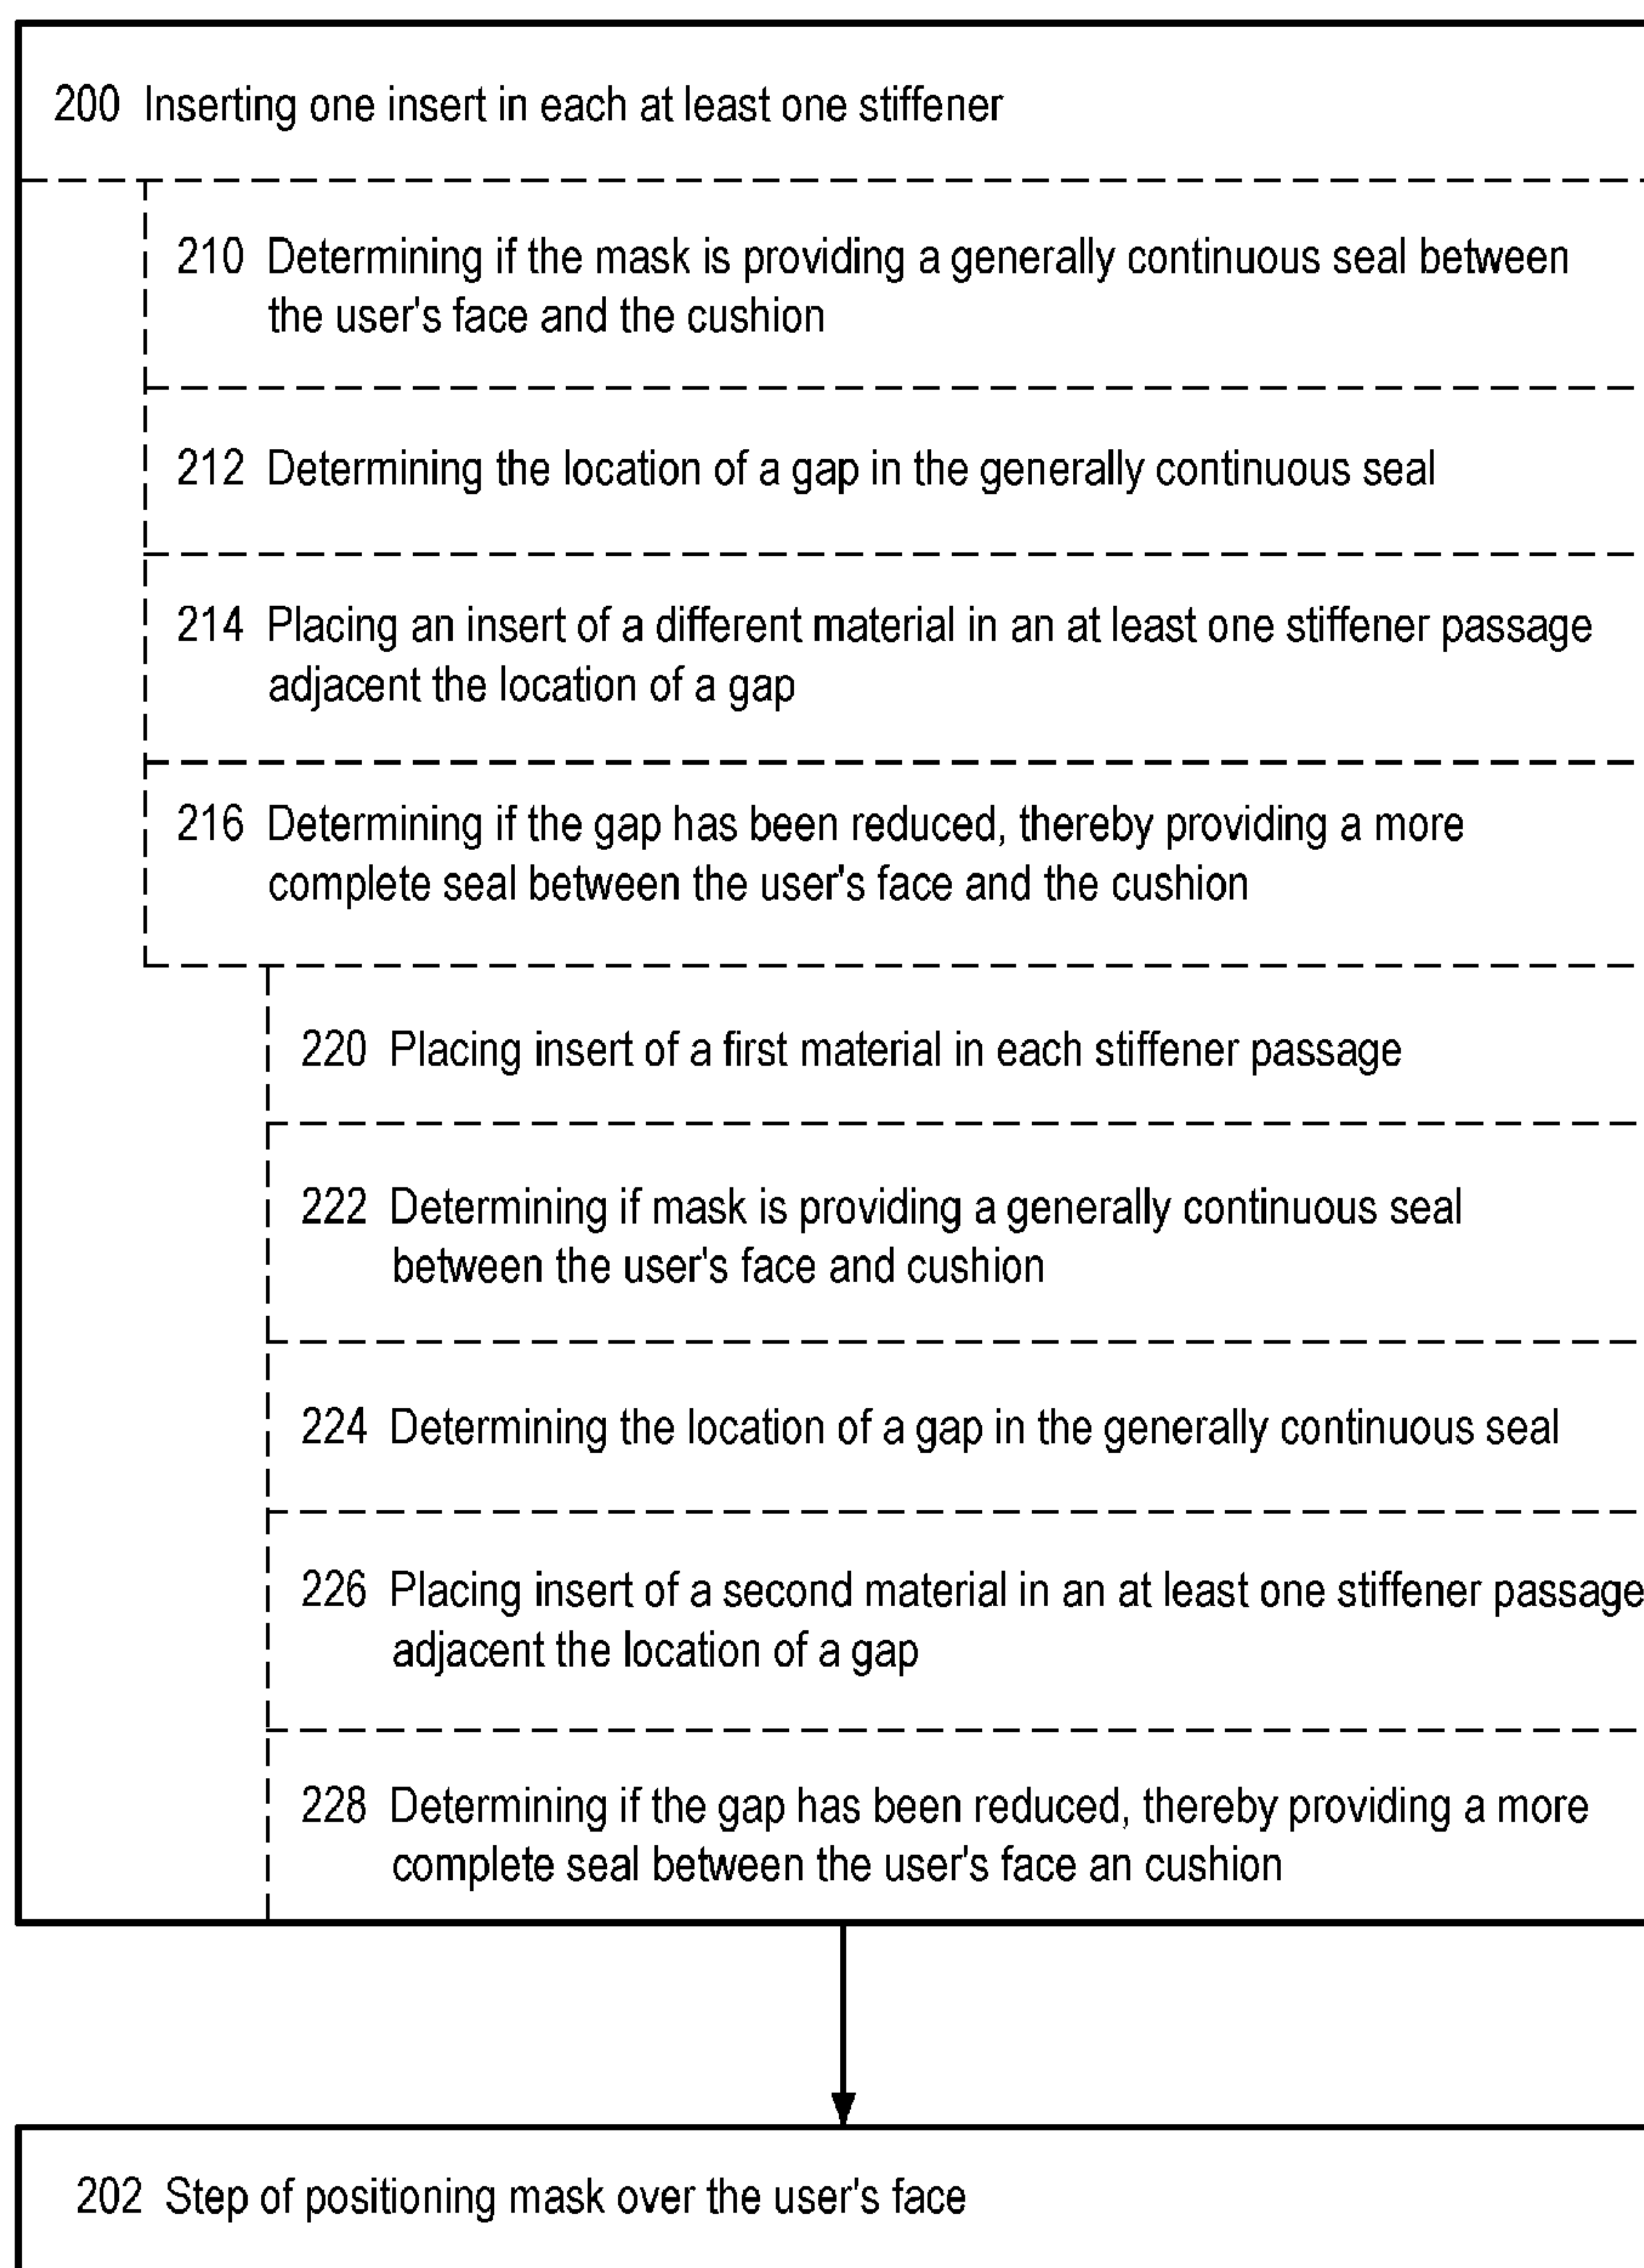 200 Inserting one insert in each at least one stiffener
210 Determining if the mask is providing a generally continuous seal between
the user's face and the cushion
212 Determining the location of a gap in the generally continuous seal
214 Placing an insert of a different material in an at least one stiffener passage
adjacent the location of a gap
216 Determining if the gap has been reduced, thereby providing a more
complete seal between the user's face and the cushion
220 Placing insert of a first material in each stiffener passage
222 Determining if mask is providing a generally continuous seal
between the user's face and cushion
224 Determining the location of a gap in the generally continuous seal
226 Placing insert of a second material in an at least one stiffener passage
adjacent the location of a gap
228 Determining if the gap has been reduced, thereby providing a more
complete seal between the user's face an cushion
202 Step of positioning mask over the user's face